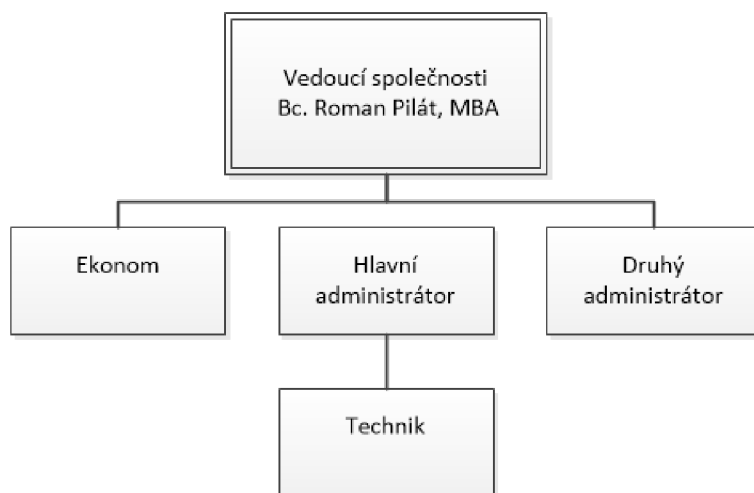 Vedoucí společnosti
Bc. Roman Pilát, MBA
Ekonom
Hlavní
administrátor
Druhý
administrátor
Technik